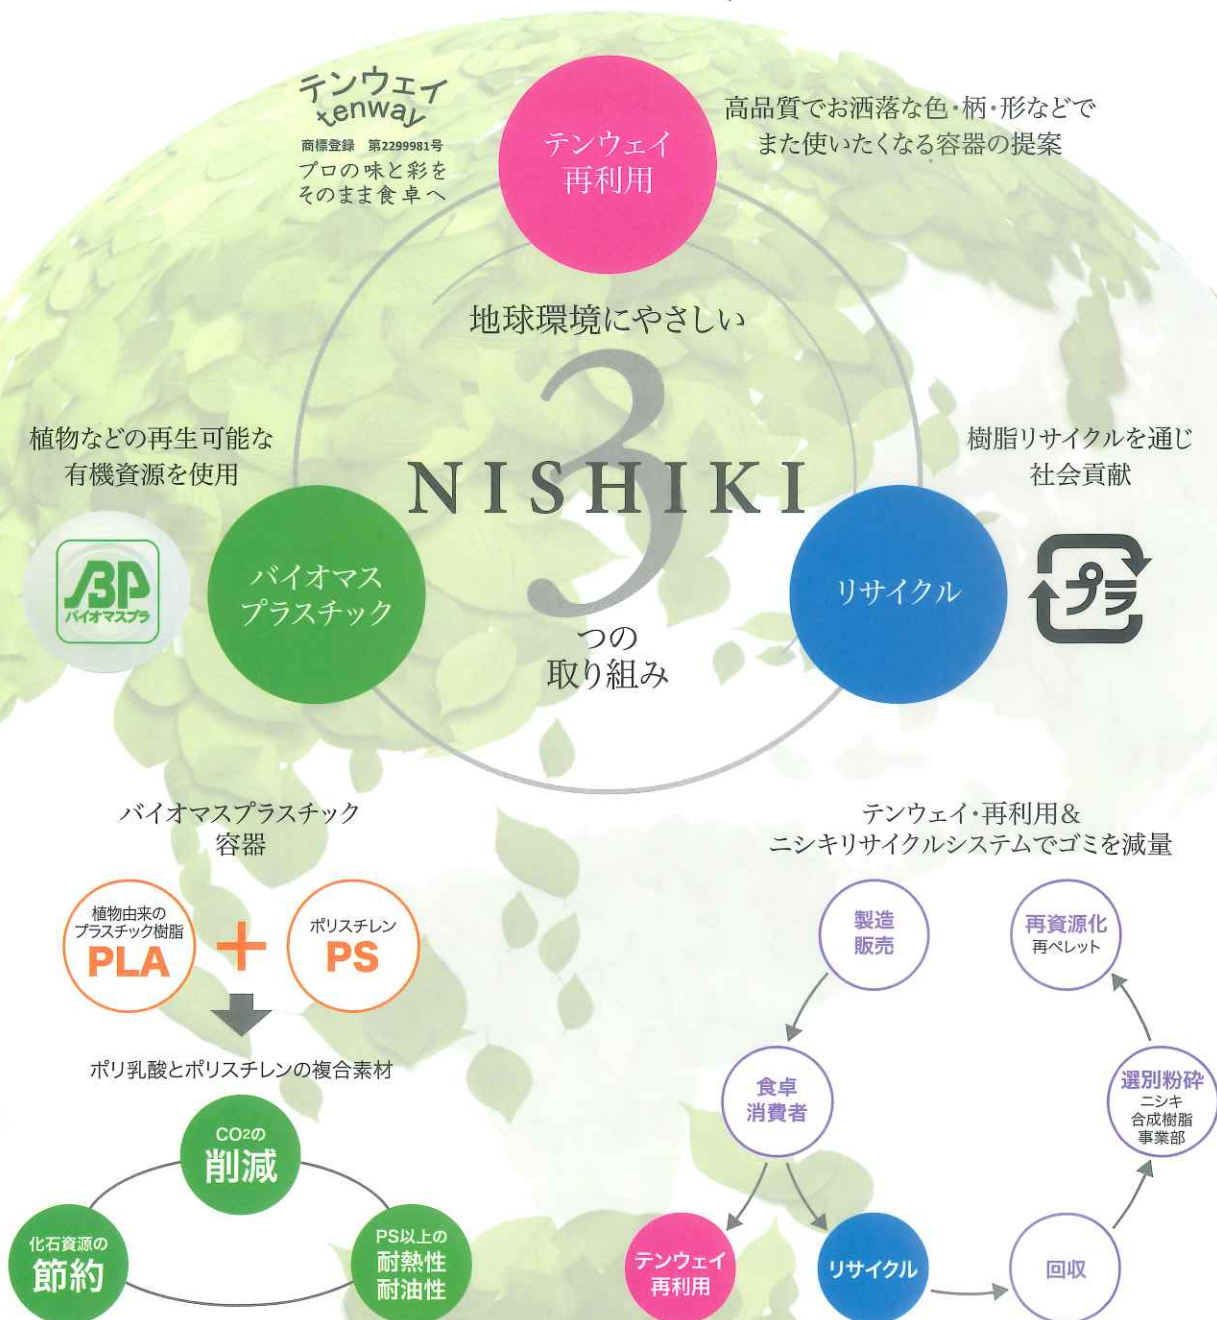 テンウェイ
tenway
商標登録 第2299981号
プロの味と彩を
そのまま食卓へ
テンウェイ
再利用
高品質でお洒落な色・柄・形などで
また使いたくなる容器の提案
地球環境にやさしい
3
NISHIKI
つの
取り組み
植物などの再生可能な
有機資源を使用
BP
バイオマスプラ
バイオマス
プラスチック
樹脂リサイクルを通じ
社会貢献
リサイクル
プラ
バイオマスプラスチック
容器
植物由来の
プラスチック樹脂
PLA
+
ポリスチレン
PS
ポリ乳酸とポリスチレンの複合素材
CO2の
削減
化石資源の
節約
PS以上の
耐熱性
耐油性
テンウェイ・再利用&
ニシキリサイクルシステムでゴミを減量
製造
販売
再資源化
再ペレット
食卓
消費者
選別粉砕
ニシキ
合成樹脂
事業部
テンウェイ
再利用
リサイクル
回収